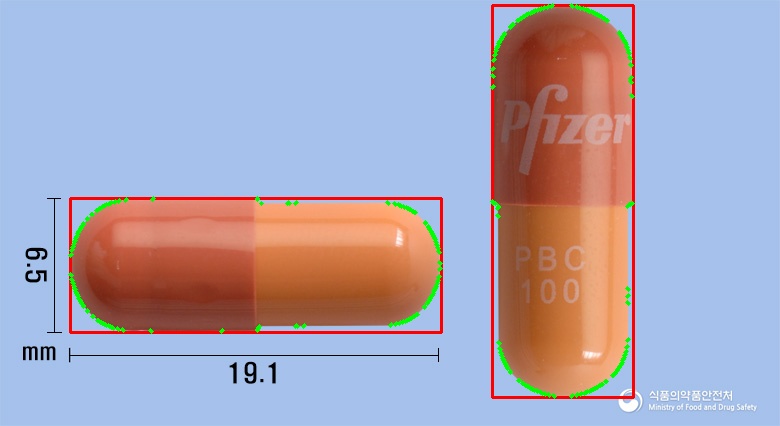 Pfizer
PBC
100
6.5
mm
19.1
식품의약품안전처
Ministry of Food and Drug Safety